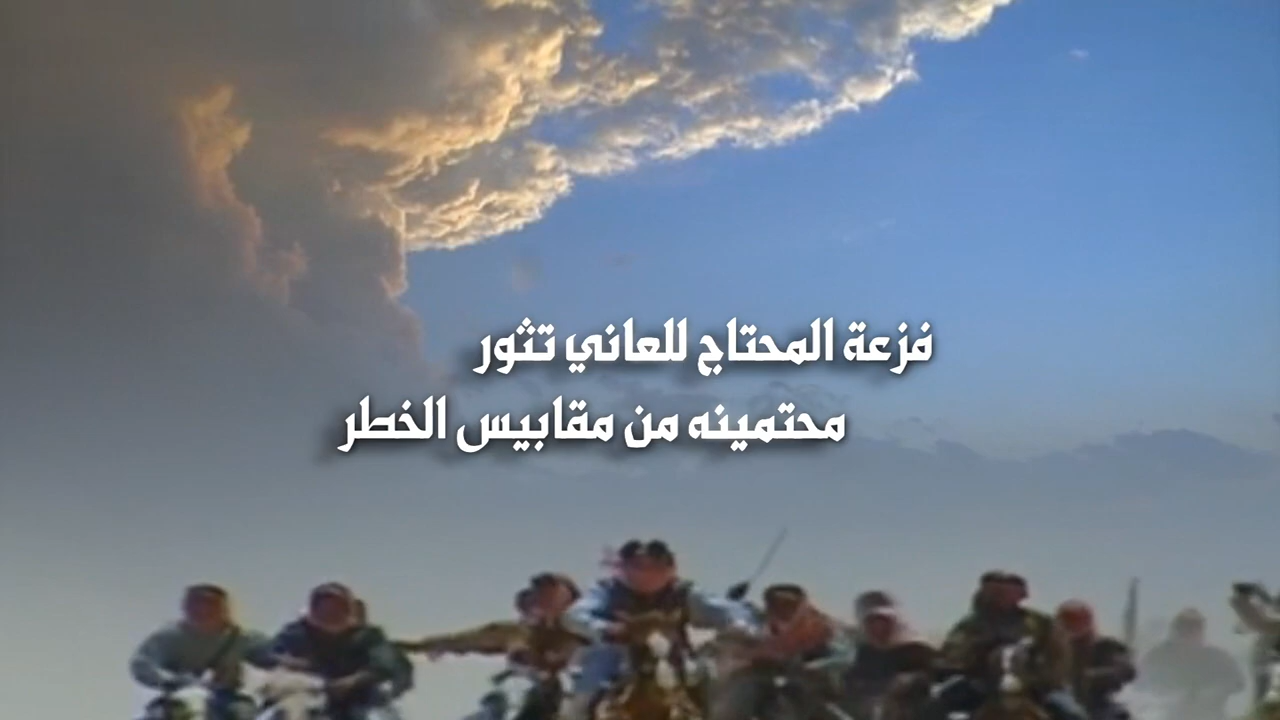 فزعة المحتاج للعاني تثور
محتمينه من مقابيس الخطر